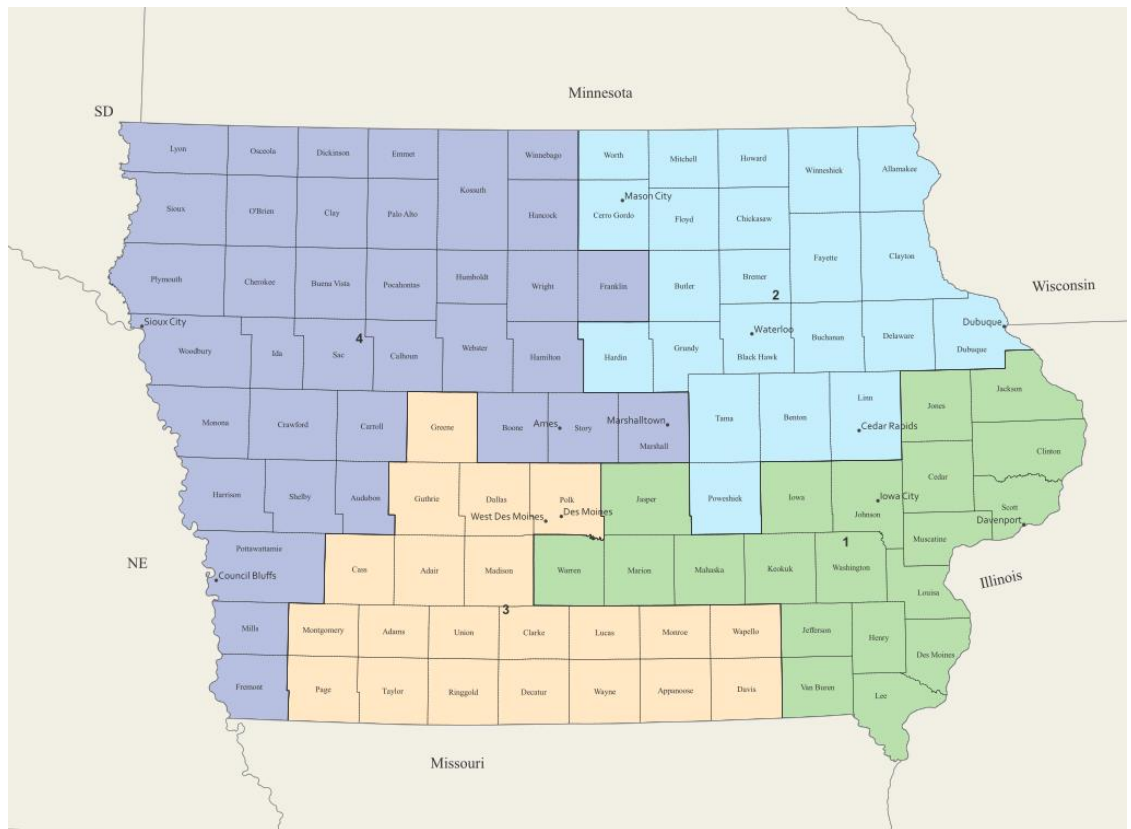 Minnesota
SD
Lyon
Osceola
Dickinson
Emmet
Winnebago
Worth
Mitchell
Howard
Winneshiek
Allamakee
Kossuth
Mason City
Sioux
O'Brien
Clay
Palo Alto
Hancock
Cerro Gordo
Floyd
Chickasaw
Fayette
Clayton
Plymouth
Cherokee
Buena Vista
Pocahontas
Humboldt
Wright
Franklin
Butler
Bremer
2
Wisconsin
Sioux City
Dubuque
Waterloo
4
Woodbury
Ida
Sac
Calhoun
Webster
Hamilton
Hardin
Grundy
Black Hawk
Buchanan
Delaware
Dubuque
Monona
Crawford
Carroll
Greene
Boone
Ames
Story
Marshalltown
Marshall
Tama
Benton
Linn
Cedar Rapids
Jones
Jackson
Clinton
Harrison
Shelby
Audubon
Guthrie
Dallas
Polk
West Des Moines
Des Moines
Jasper
Poweshiek
Iowa
Iowa City
Johnson
Cedar
Scott
Davenport
Muscatine
NE
Pottawattamie
Council Bluffs
Cass
Adair
Madison
Warren
Marion
Mahaska
Keokuk
Washington
1
Louisa
Illinois
3
Mills
Montgomery
Adams
Union
Clarke
Lucas
Monroe
Wapello
Jefferson
Henry
Des Moines
Fremont
Page
Taylor
Ringgold
Decatur
Wayne
Appanoose
Davis
Van Buren
Lee
Missouri